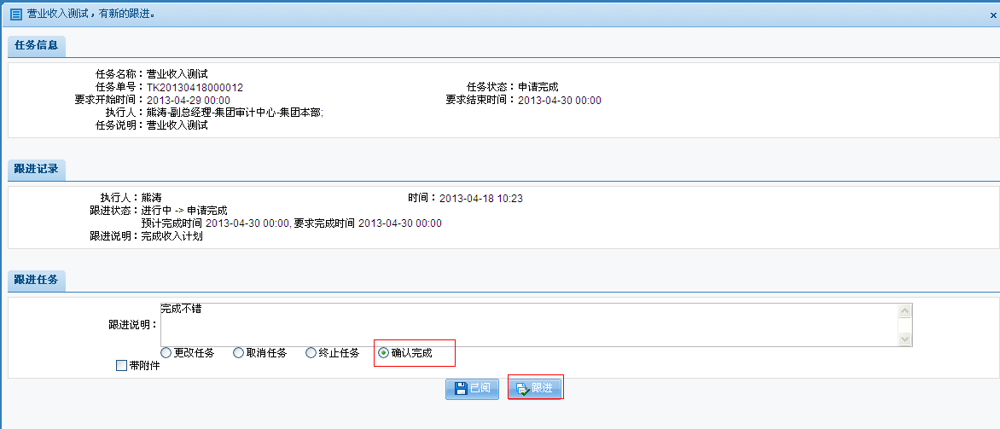 营业收入测试，有新的跟进。
×
任务信息
任务名称：营业收入测试
任务单号：TK20130418000012 任务状态：申请完成
要求开始时间：2013-04-29 00:00 要求结束时间：2013-04-30 00:00
执行人：熊涛-副总经理-集团审计中心-集团本部;
任务说明：营业收入测试
跟进记录
执行人：熊涛 时间：2013-04-18 10:23
跟进状态：进行中 -> 申请完成
预计完成时间 2013-04-30 00:00, 要求完成时间 2013-04-30 00:00
跟进说明：完成收入计划
跟进任务
完成不错
跟进说明：
更改任务 取消任务 终止任务 确认完成
带附件
已阅 跟进